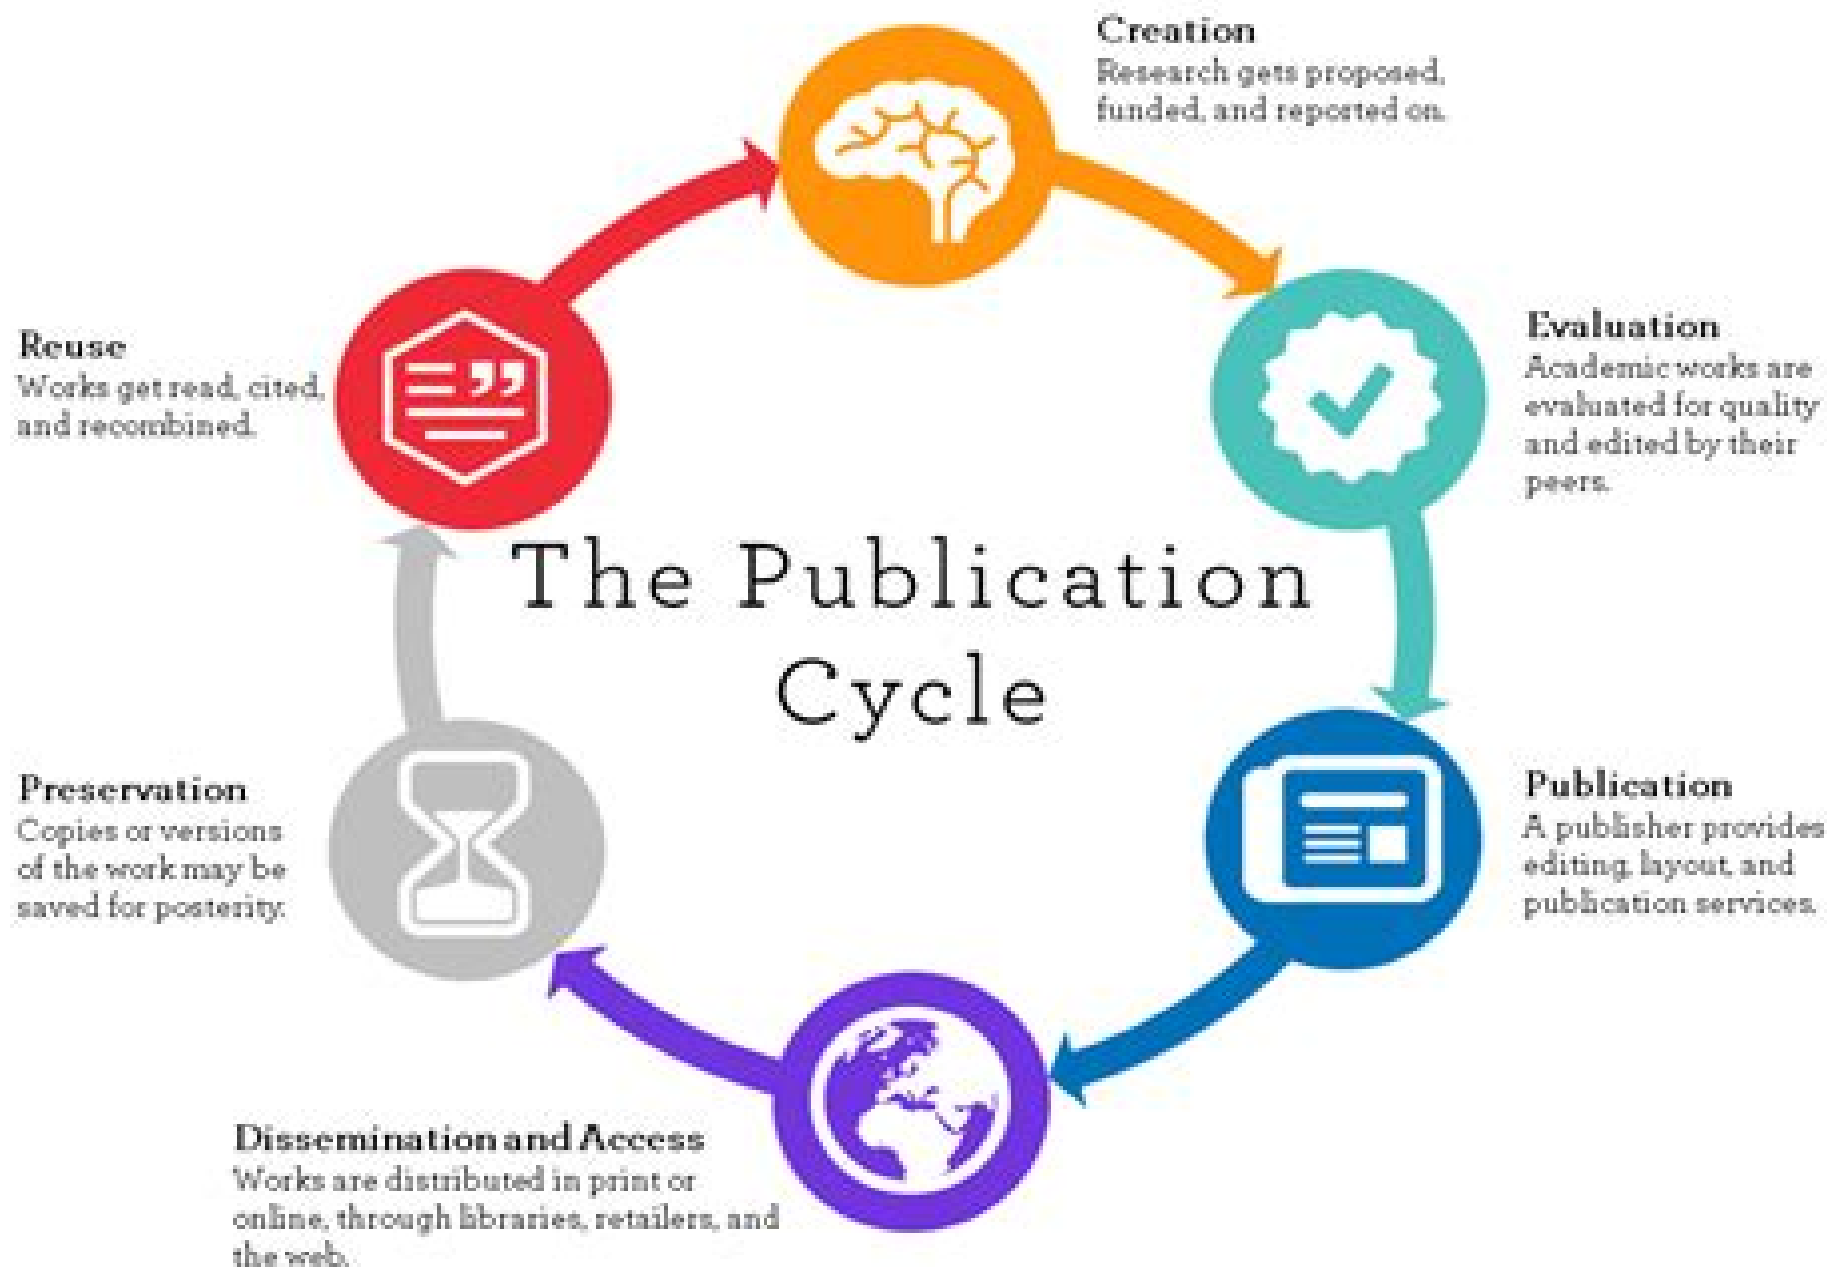 Creation
Research gets proposed,
funded, and reported on.
Evaluation
Academic works are
evaluated for quality
and edited by their
peers.
Publication
A publisher provides
editing, layout, and
publication services.
Dissemination and Access
Works are distributed in print or
online, through libraries, retailers, and
the web.
Preservation
Copies or versions
of the work may be
saved for posterity.
Reuse
Works get read, cited,
and recombined.
The Publication
Cycle